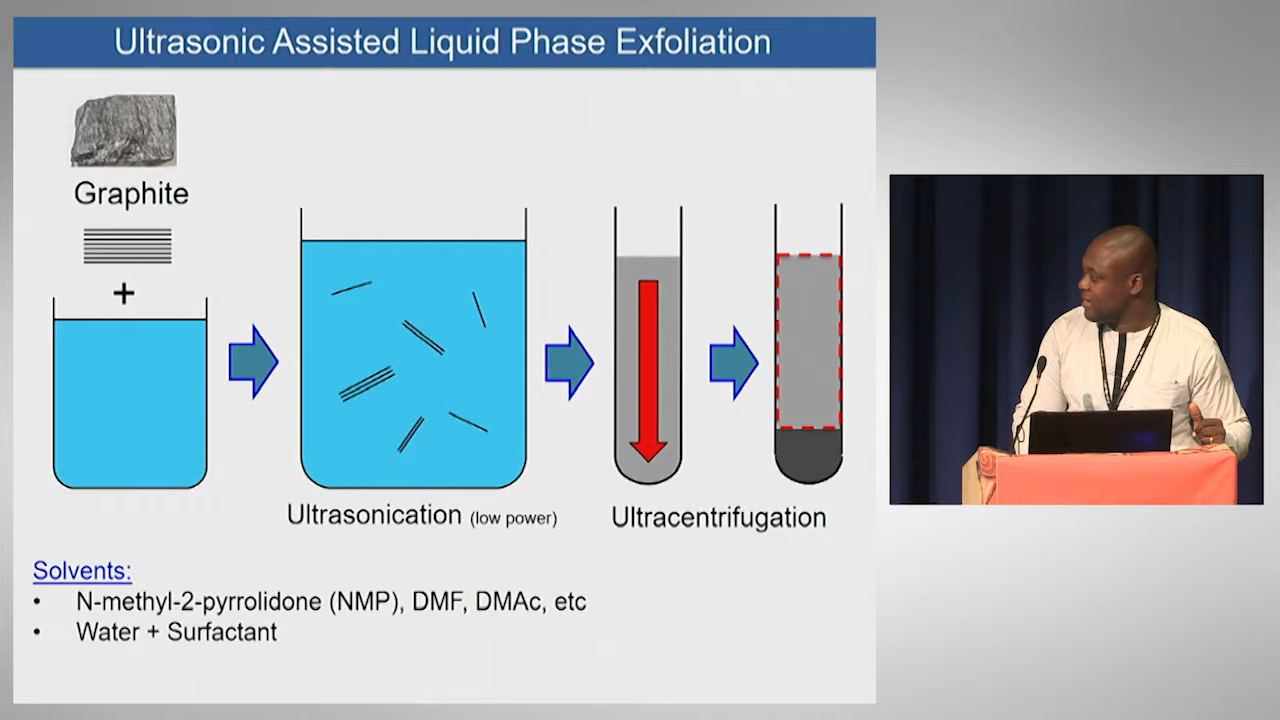 Ultrasonic Assisted Liquid Phase Exfoliation
Graphite
+
Ultrasonication (low power)
Ultracentrifugation
Solvents:
• N-methyl-2-pyrrolidone (NMP), DMF, DMAc, etc
• Water + Surfactant